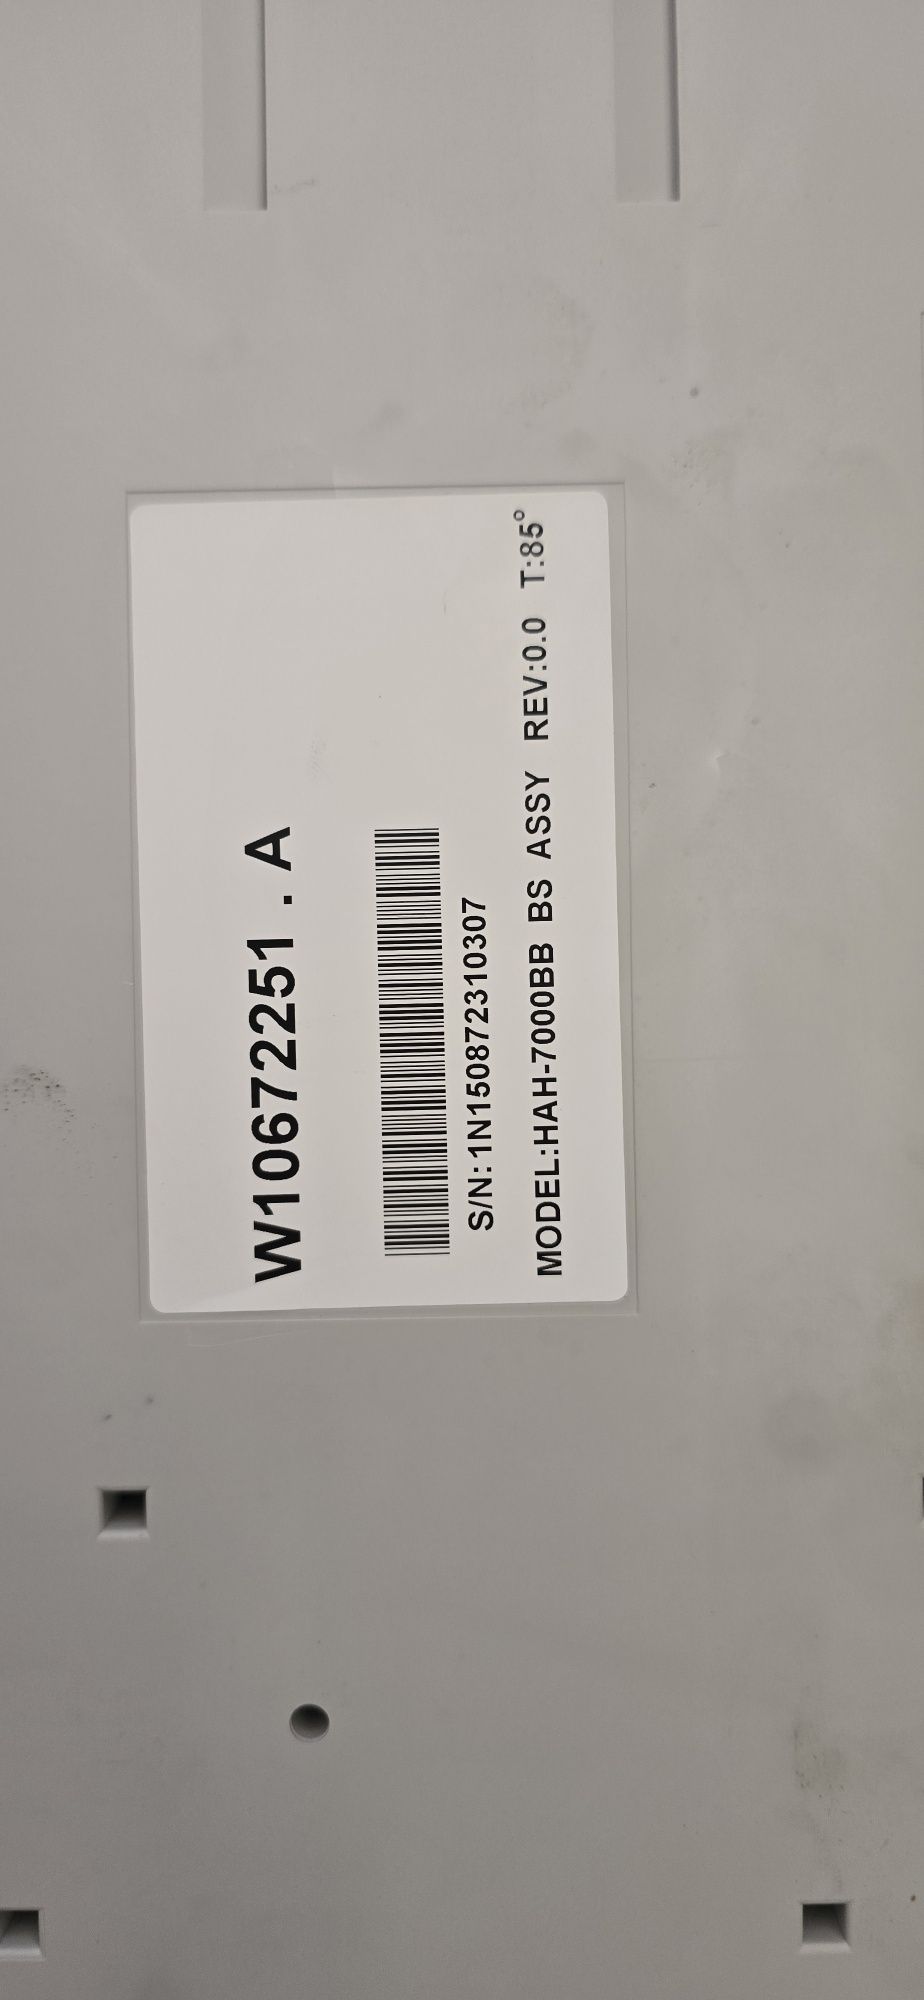 W10672251 . A
S/N:1N150872310307
MODEL:HAH-7000BB BS ASSY REV:0.0 T:85°